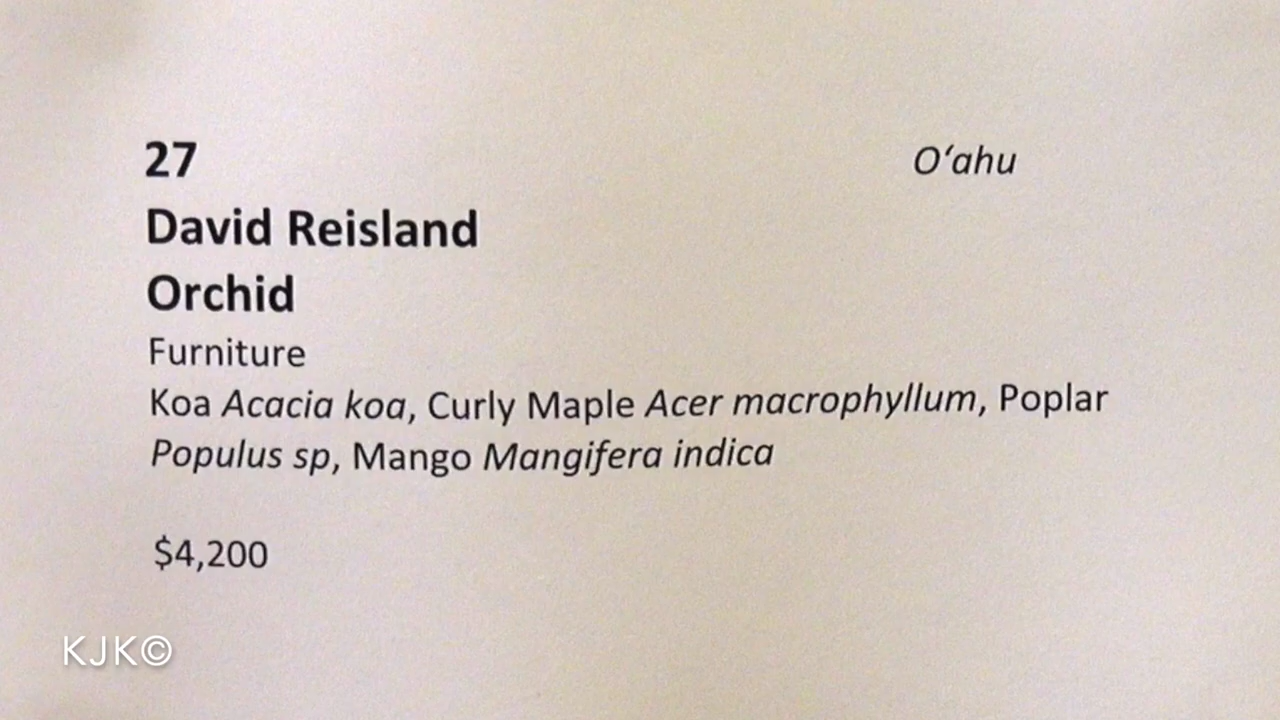 27 Oʻahu
David Reisland
Orchid
Furniture
Koa Acacia koa, Curly Maple Acer macrophyllum, Poplar
Populus sp, Mango Mangifera indica
$4,200
KJK©